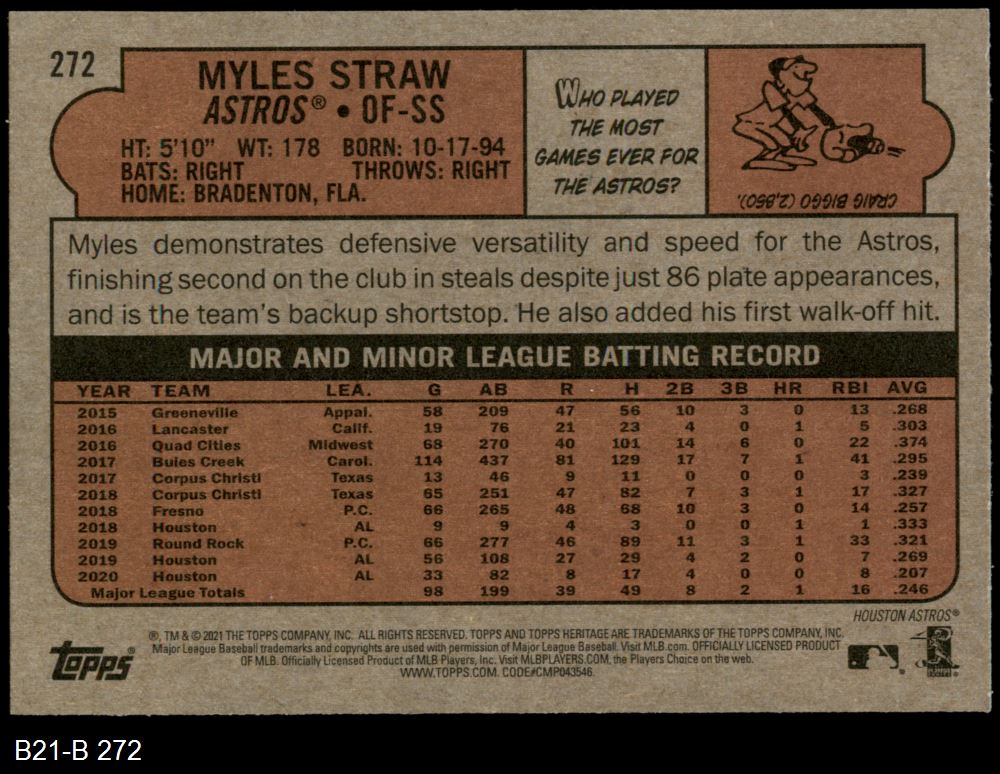 272
MYLES STRAW
ASTROS® • OF-SS
HT: 5'10" WT: 178 BORN: 10-17-94
BATS: RIGHT THROWS: RIGHT
HOME: BRADENTON, FLA.
WHO PLAYED
THE MOST
GAMES EVER FOR
THE ASTROS?
CRAIG BIGGIO (2,850).
Myles demonstrates defensive versatility and speed for the Astros,
finishing second on the club in steals despite just 86 plate appearances,
and is the team's backup shortstop. He also added his first walk-off hit.
MAJOR AND MINOR LEAGUE BATTING RECORD
YEAR TEAM LEA. G AB R H 2B 3B HR RBI AVG
2015 Greeneville Appal. 58 209 47 56 10 3 0 13 .268
2016 Lancaster Calif. 19 76 21 23 4 0 1 5 .303
2016 Quad Cities Midwest 68 270 40 101 14 6 0 22 .374
2017 Buies Creek Carol. 114 437 81 129 17 7 1 41 .295
2017 Corpus Christi Texas 13 46 9 11 0 0 0 3 .239
2018 Corpus Christi Texas 65 251 47 82 7 3 1 17 .327
2018 Fresno P.C. 66 265 48 68 10 3 0 14 .257
2018 Houston AL 9 9 4 3 0 0 1 1 .333
2019 Round Rock P.C. 66 277 46 89 11 3 1 33 .321
2019 Houston AL 56 108 27 29 4 2 0 7 .269
2020 Houston AL 33 82 8 17 4 0 0 8 .207
Major League Totals 98 199 39 49 8 2 1 16 .246
HOUSTON ASTROS®
®, TM & © 2021 THE TOPPS COMPANY, INC. ALL RIGHTS RESERVED. TOPPS AND TOPPS HERITAGE ARE TRADEMARKS OF THE TOPPS COMPANY, INC.
Major League Baseball trademarks and copyrights are used with permission of Major League Baseball. Visit MLB.com. OFFICIALLY LICENSED PRODUCT
OF MLB. Officially Licensed Product of MLB Players, Inc. Visit MLBPLAYERS.COM, the Players Choice on the web.
WWW.TOPPS.COM. CODE#CMP043546.
Topps®
B21-B 272